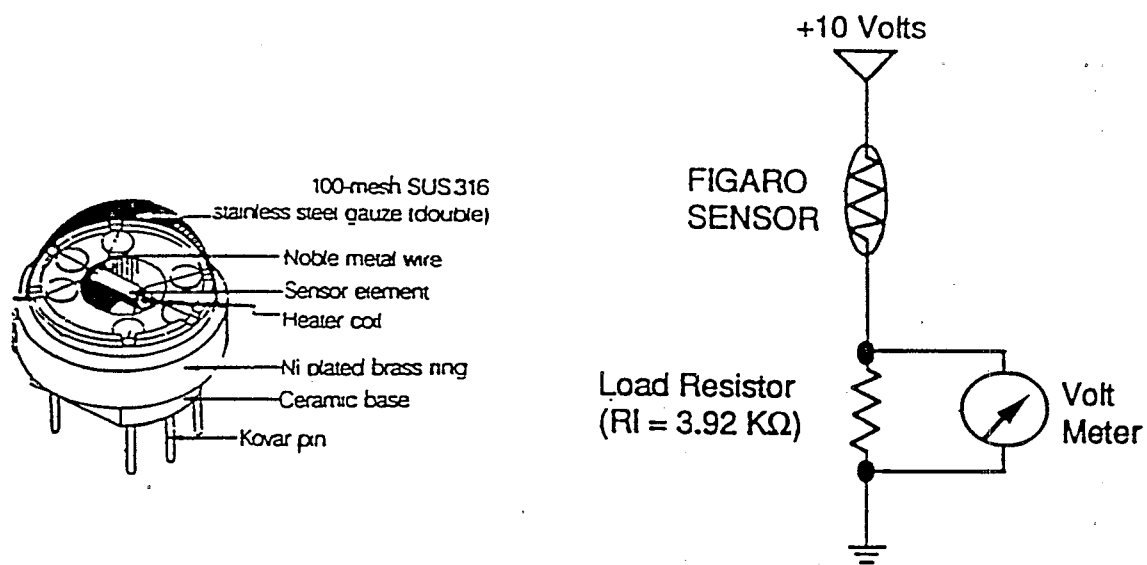 100-mesh SUS316
stainless steel gauze (double)
Noble metal wire
Sensor element
Heater coil
Ni plated brass ring
Ceramic base
Kovar pin
+10 Volts
FIGARO
SENSOR
Load Resistor
(Rl = 3.92 KΩ)
Volt
Meter